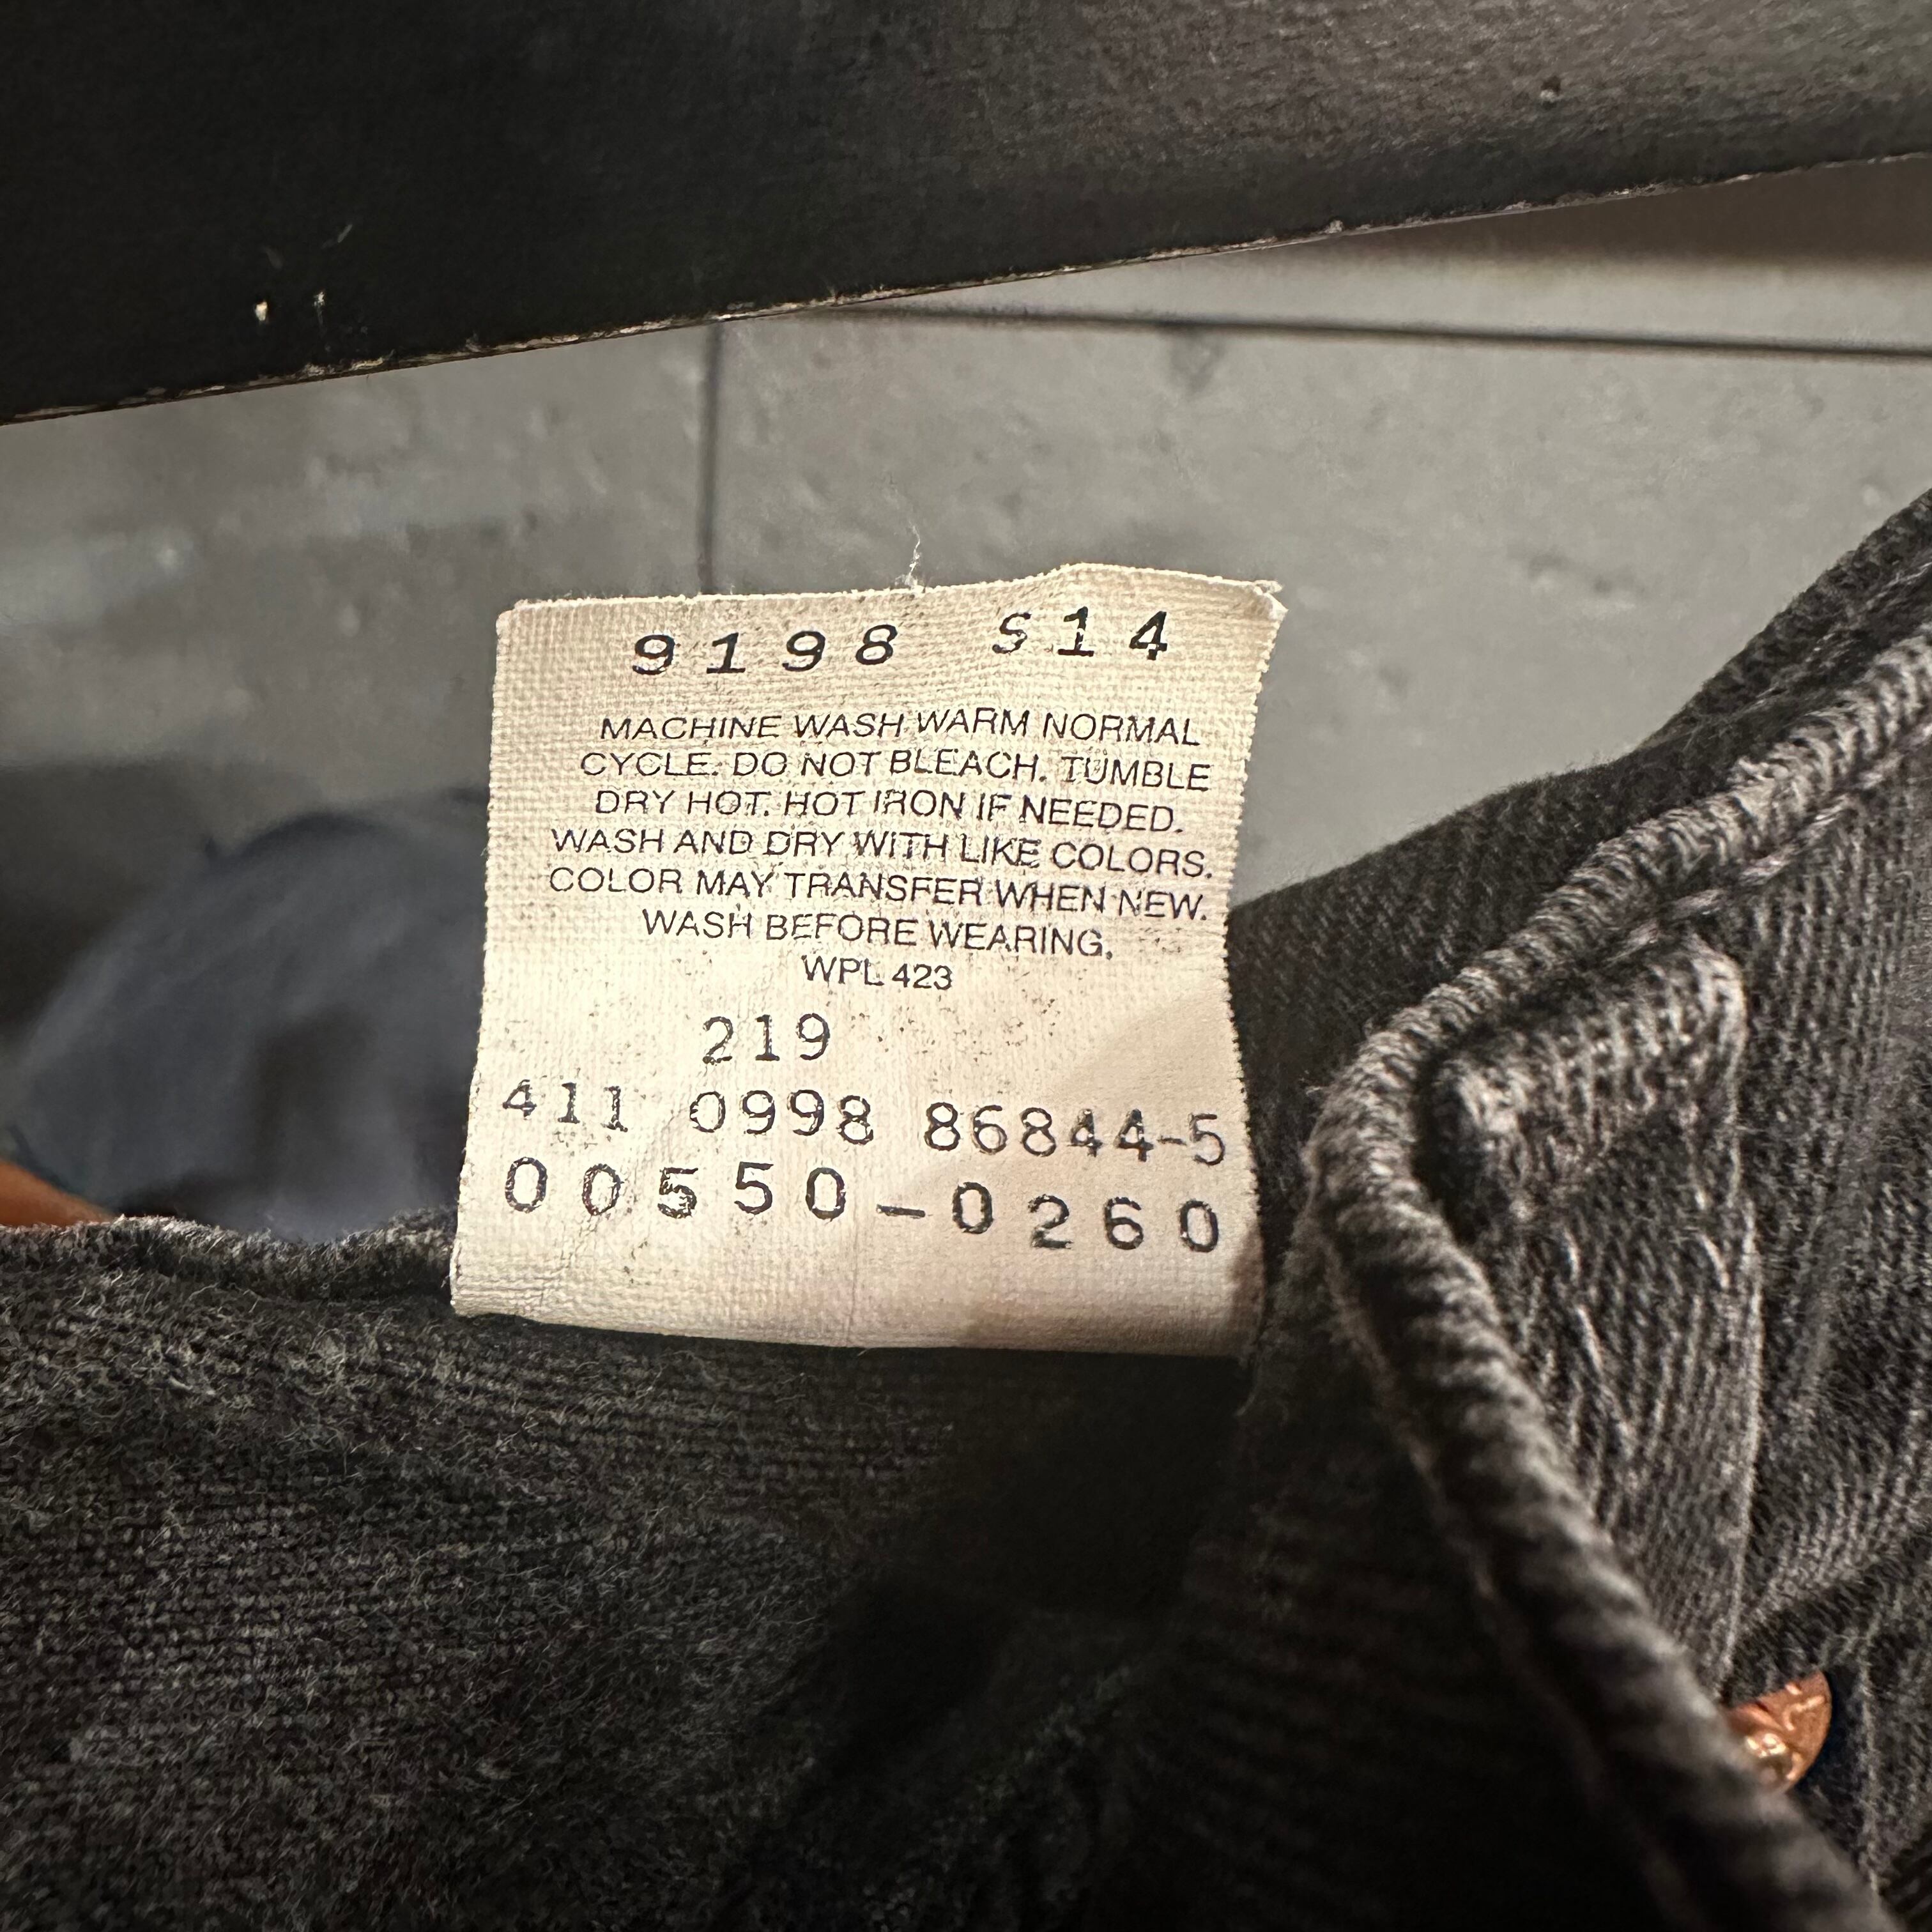 9198 S14
MACHINE WASH WARM NORMAL
CYCLE. DO NOT BLEACH. TUMBLE
DRY HOT. HOT IRON IF NEEDED.
WASH AND DRY WITH LIKE COLORS.
COLOR MAY TRANSFER WHEN NEW.
WASH BEFORE WEARING.
WPL 423
219
411 0998 86844-5
00550-0260